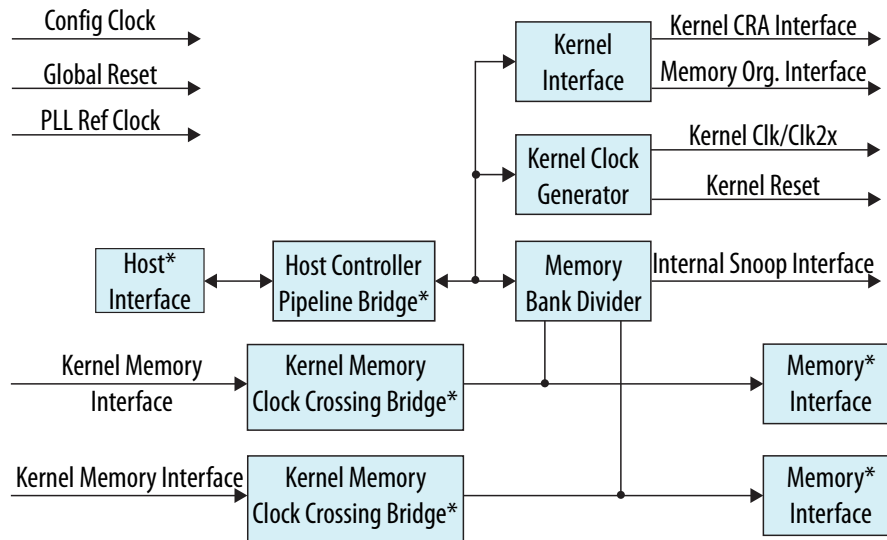 Config Clock
Global Reset
PLL Ref Clock
Kernel
Interface
Kernel CRA Interface
Memory Org. Interface
Kernel Clock
Generator
Kernel Clk/Clk2x
Kernel Reset
Host*
Interface
Host Controller
Pipeline Bridge*
Memory
Bank Divider
Internal Snoop Interface
Kernel Memory
Interface
Kernel Memory
Clock Crossing Bridge*
Memory*
Interface
Kernel Memory Interface
Kernel Memory
Clock Crossing Bridge*
Memory*
Interface